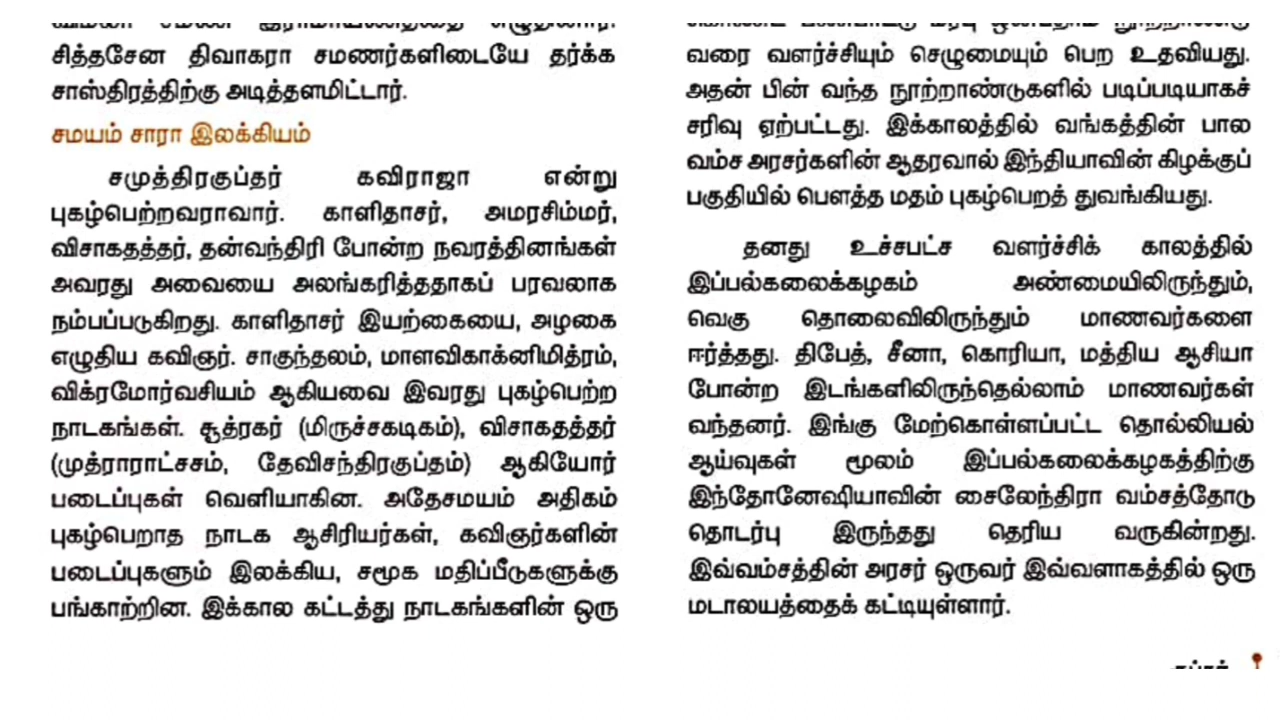 விமலா சமண இராமாயணத்தை எழுதினார்.
சித்தசேன திவாகரா சமணர்களிடையே தர்க்க
சாஸ்திரத்திற்கு அடித்தளமிட்டார்.
சமயம் சாரா இலக்கியம்
சமுத்திரகுப்தர் கவிராஜா என்று
புகழ்பெற்றவராவார். காளிதாசர், அமரசிம்மர்,
விசாகதத்தர், தன்வந்திரி போன்ற நவரத்தினங்கள்
அவரது அவையை அலங்கரித்ததாகப் பரவலாக
நம்பப்படுகிறது. காளிதாசர் இயற்கையை, அழகை
எழுதிய கவிஞர். சாகுந்தலம், மாளவிகாக்னிமித்ரம்,
விக்ரமோர்வசியம் ஆகியவை இவரது புகழ்பெற்ற
நாடகங்கள். சூத்ரகர் (மிருச்சகடிகம்), விசாகதத்தர்
(முத்ராராட்சசம், தேவிசந்திரகுப்தம்) ஆகியோர்
படைப்புகள் வெளியாகின. அதேசமயம் அதிகம்
புகழ்பெறாத நாடக ஆசிரியர்கள், கவிஞர்களின்
படைப்புகளும் இலக்கிய, சமூக மதிப்பீடுகளுக்கு
பங்காற்றின. இக்கால கட்டத்து நாடகங்களின் ஒரு
கொண்ட பண்பாட்டு மரபு ஒன்பதாம் நூற்றாண்டு
வரை வளர்ச்சியும் செழுமையும் பெற உதவியது.
அதன் பின் வந்த நூற்றாண்டுகளில் படிப்படியாகச்
சரிவு ஏற்பட்டது. இக்காலத்தில் வங்கத்தின் பால
வம்ச அரசர்களின் ஆதரவால் இந்தியாவின் கிழக்குப்
பகுதியில் பௌத்த மதம் புகழ்பெறத் துவங்கியது.
தனது உச்சபட்ச வளர்ச்சிக் காலத்தில்
இப்பல்கலைக்கழகம் அண்மையிலிருந்தும்,
வெகு தொலைவிலிருந்தும் மாணவர்களை
ஈர்த்தது. திபேத், சீனா, கொரியா, மத்திய ஆசியா
போன்ற இடங்களிலிருந்தெல்லாம் மாணவர்கள்
வந்தனர். இங்கு மேற்கொள்ளப்பட்ட தொல்லியல்
ஆய்வுகள் மூலம் இப்பல்கலைக்கழகத்திற்கு
இந்தோனேஷியாவின் சைலேந்திரா வம்சத்தோடு
தொடர்பு இருந்தது தெரிய வருகின்றது.
இவ்வம்சத்தின் அரசர் ஒருவர் இவ்வளாகத்தில் ஒரு
மடாலயத்தைக் கட்டியுள்ளார்.